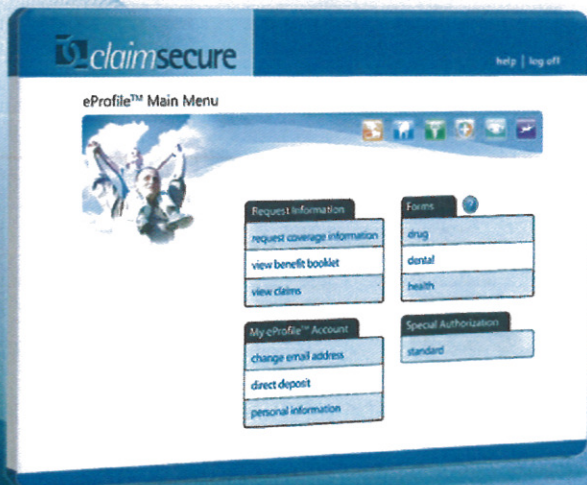 claimsecure
help | log off
eProfile™ Main Menu
Request Information
request coverage information
view benefit booklet
view claims
Forms
?
drug
dental
health
My eProfile™ Account
change email address
direct deposit
personal information
Special Authorization
standard